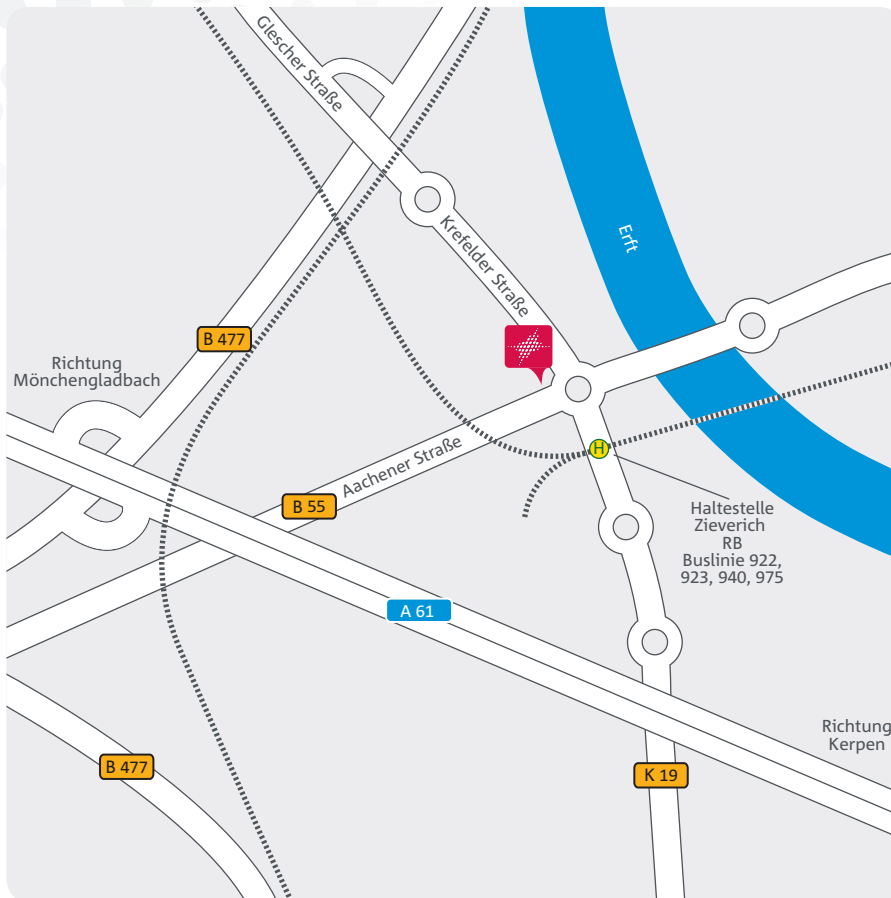 Glescher Straße
Krefelder Straße
Erft
B 477
Richtung
Mönchengladbach
Aachener Straße
H
B 55
Haltestelle
Zieverich
RB
Buslinie 922,
923, 940, 975
A 61
Richtung
Kerpen
B 477
K 19